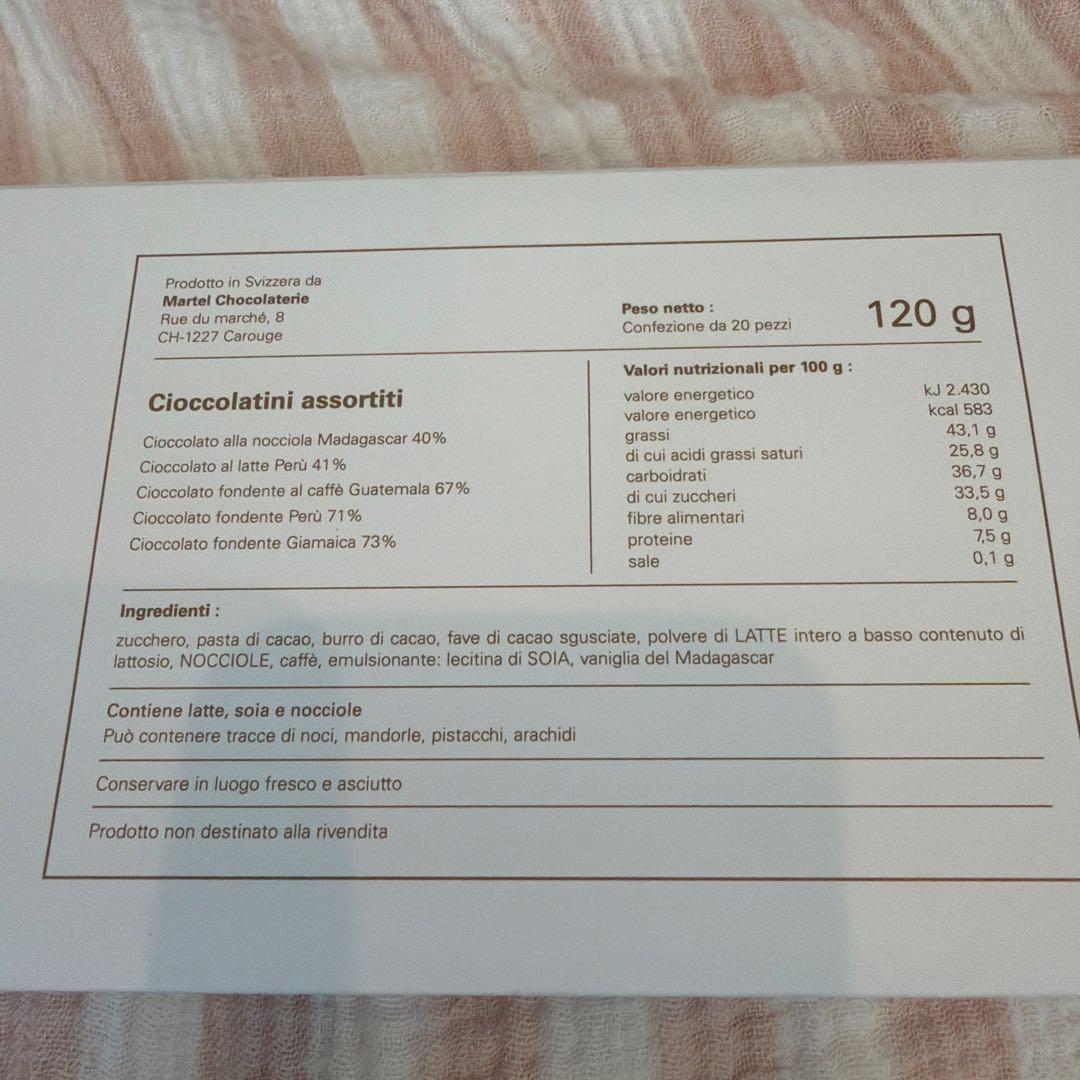 Prodotto in Svizzera da
Martel Chocolaterie
Rue du marché, 8
CH-1227 Carouge
Peso netto :
Confezione da 20 pezzi
120 g
Cioccolatini assortiti
Cioccolato alla nocciola Madagascar 40%
Cioccolato al latte Perù 41%
Cioccolato fondente al caffè Guatemala 67%
Cioccolato fondente Perù 71%
Cioccolato fondente Giamaica 73%
Valori nutrizionali per 100 g :
valore energetico kJ 2.430
valore energetico kcal 583
grassi 43,1 g
di cui acidi grassi saturi 25,8 g
carboidrati 36,7 g
di cui zuccheri 33,5 g
fibre alimentari 8,0 g
proteine 7,5 g
sale 0,1 g
Ingredienti :
zucchero, pasta di cacao, burro di cacao, fave di cacao sgusciate, polvere di LATTE intero a basso contenuto di
lattosio, NOCCIOLE, caffè, emulsionante: lecitina di SOIA, vaniglia del Madagascar
Contiene latte, soia e nocciole
Può contenere tracce di noci, mandorle, pistacchi, arachidi
Conservare in luogo fresco e asciutto
Prodotto non destinato alla rivendita